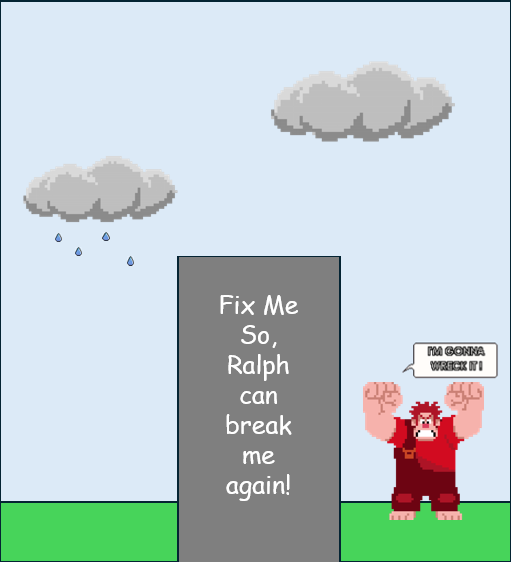 Fix Me
So,
Ralph
can
break
me
again!
I'M GONNA
WRECK IT!